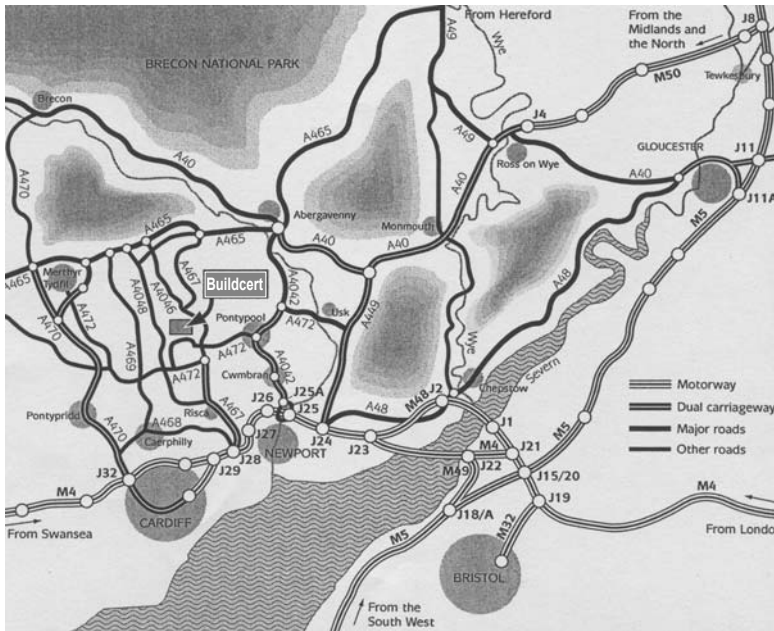 From Hereford
From the
Midlands and
the North
J8
A49
Wye
M50
Tewkesbury
BRECON NATIONAL PARK
Brecon
A465
J4
A49
A40
Ross on Wye
GLOUCESTER
J11
A470
A40
A40
J11A
Abergavenny
Monmouth
M5
A465
A465
A40
A40
A465
Merthyr
Tydfil
A467
Buildcert
A4042
A449
Usk
A48
A470
A472
A4048
A4046
Pontypool
A472
Wye
A469
A472
A472
Cwmbran
A4042
Severn
Chepstow
Motorway
Dual carriageway
Major roads
Other roads
Pontypridd
Risca
A467
J26
J25A
J25
A48
M48
J2
J1
M5
A468
Caerphilly
J27
NEWPORT
J24
J23
A470
J32
J29
J28
M4
J21
J22
M49
J15/20
M4
CARDIFF
J19
M4
From Swansea
J18/A
M32
From Londo
M5
BRISTOL
From the
South West